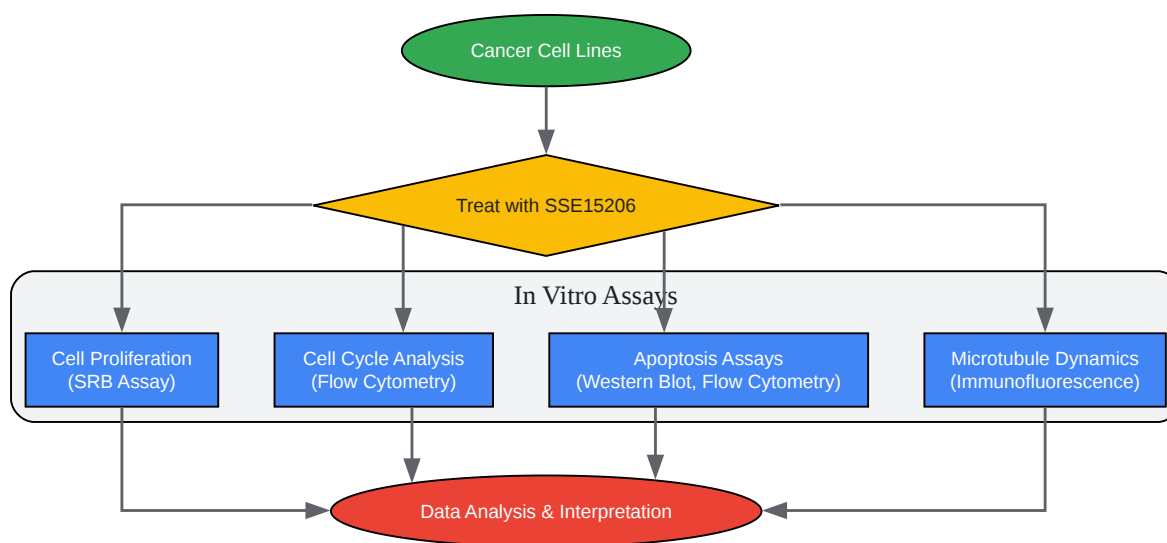 Cancer Cell Lines
Treat with SSE15206
In Vitro Assays
Cell Proliferation
(SRB Assay)
Cell Cycle Analysis
(Flow Cytometry)
Apoptosis Assays
(Western Blot, Flow Cytometry)
Microtubule Dynamics
(Immunofluorescence)
Data Analysis & Interpretation